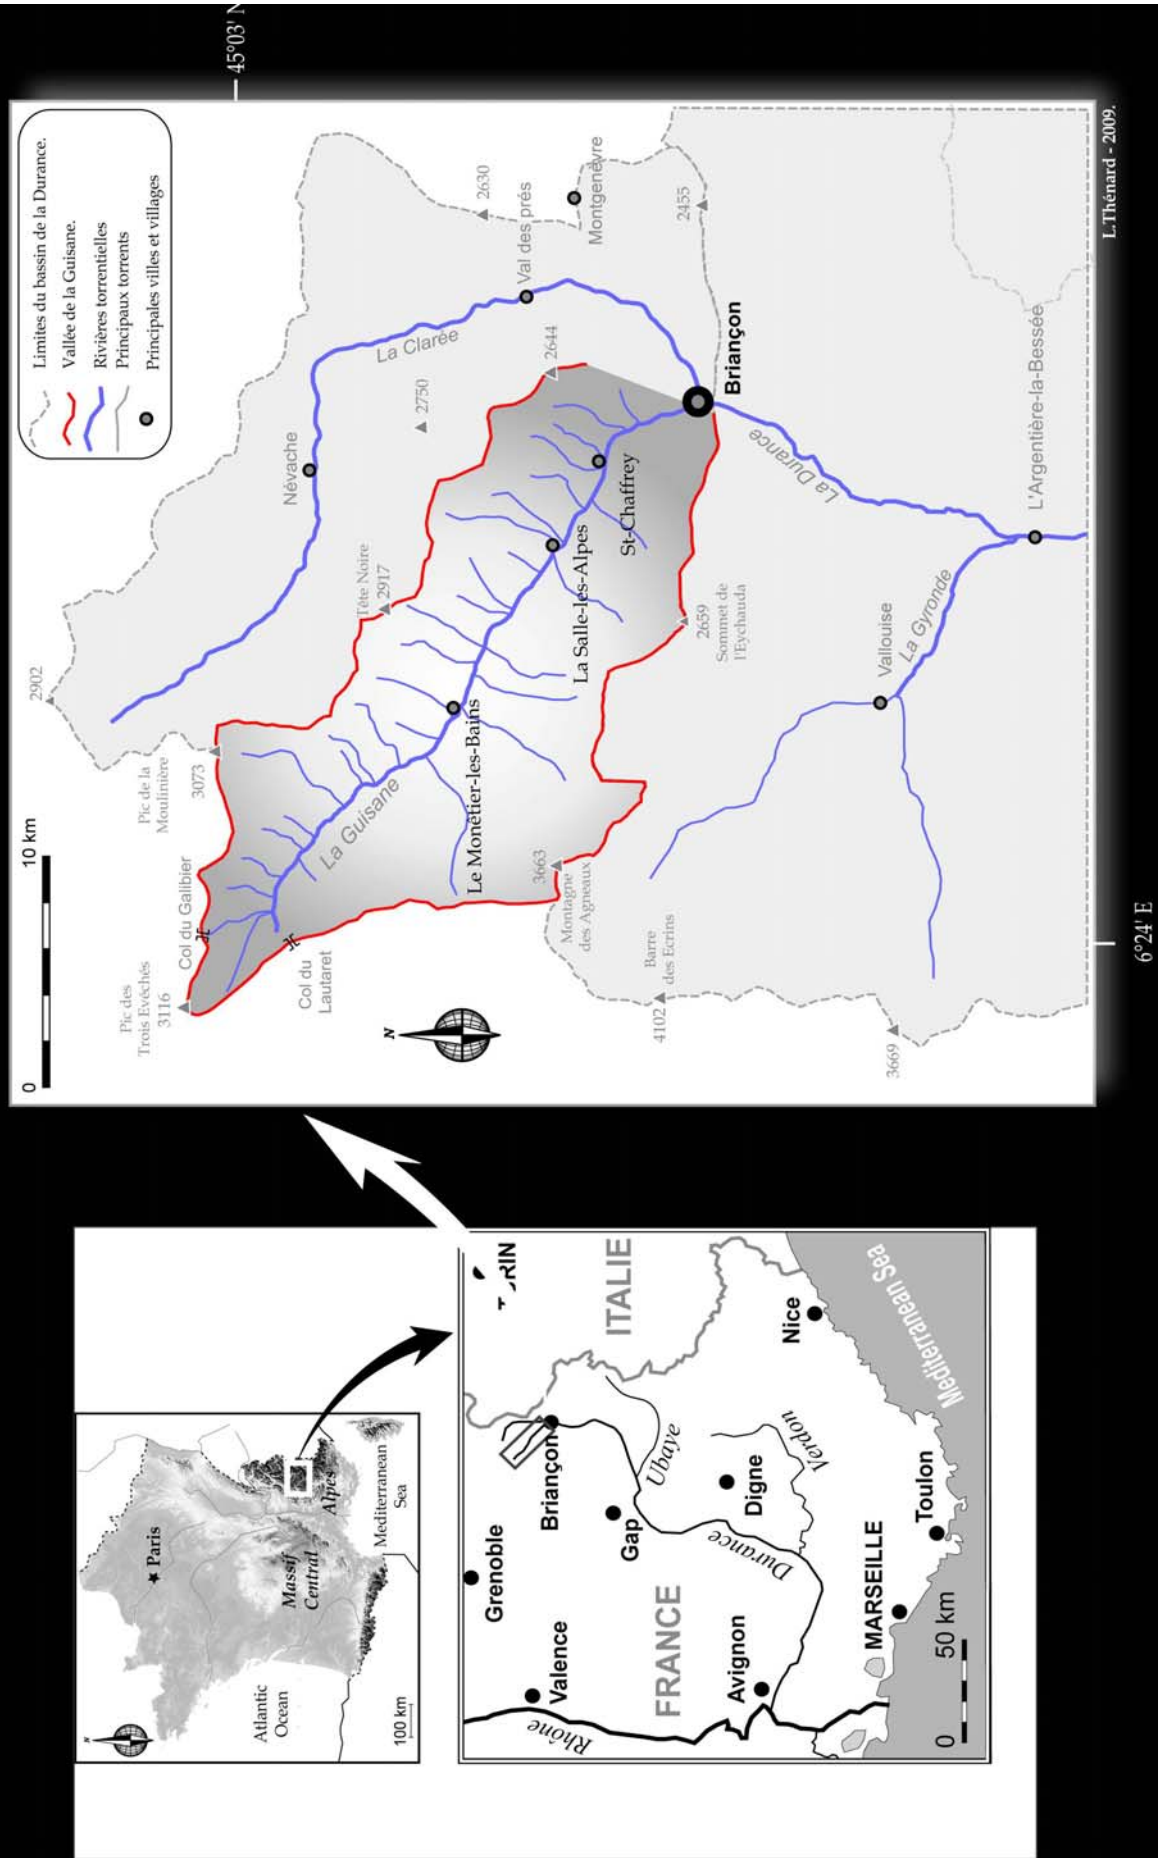 Atlantic
Ocean
Paris
Massif
Central
Alpes
Mediterranean
Sea
100 km
N
Grenoble
Valence
Rhône
FRANCE
Avignon
Gap
Briançon
Ubaye
Durance
Digne
Verdon
MARSEILLE
Toulon
Nice
ITALIE
RIN
Mediterranean Sea
0
50 km
0
10 km
45°03' N
Limites du bassin de la Durance.
Vallée de la Guisane.
Rivières torrentielles
Principaux torrents
Principales villes et villages
2902
Pic de la
Moulinière
3073
Pic des
Trois Evéchés
3116
Col du Galibier
Col du
Lautaret
N
La Guisane
Tête Noire
2917
Névache
La Clarée
2750
2644
2630
Val des prés
Montgenèvre
2455
Le Monétier-les-Bains
La Salle-les-Alpes
St-Chaffrey
Briançon
3663
Montagne
des Agneaux
Barre
des Ecrins
4102
2659
Sommet de
l'Eychauda
La Durance
Vallouise
La Gyronde
L'Argentière-la-Bessée
3669
6°24' E
L.Thénard - 2009.